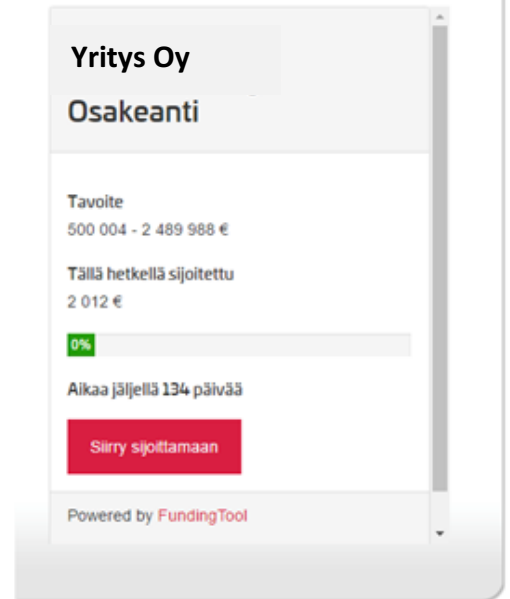 Yritys Oy
Osakeanti
Tavoite
500 004 - 2 489 988 €
Tällä hetkellä sijoitettu
2 012 €
0%
Aikaa jäljellä 134 päivää
Siirry sijoittamaan
Powered by FundingTool